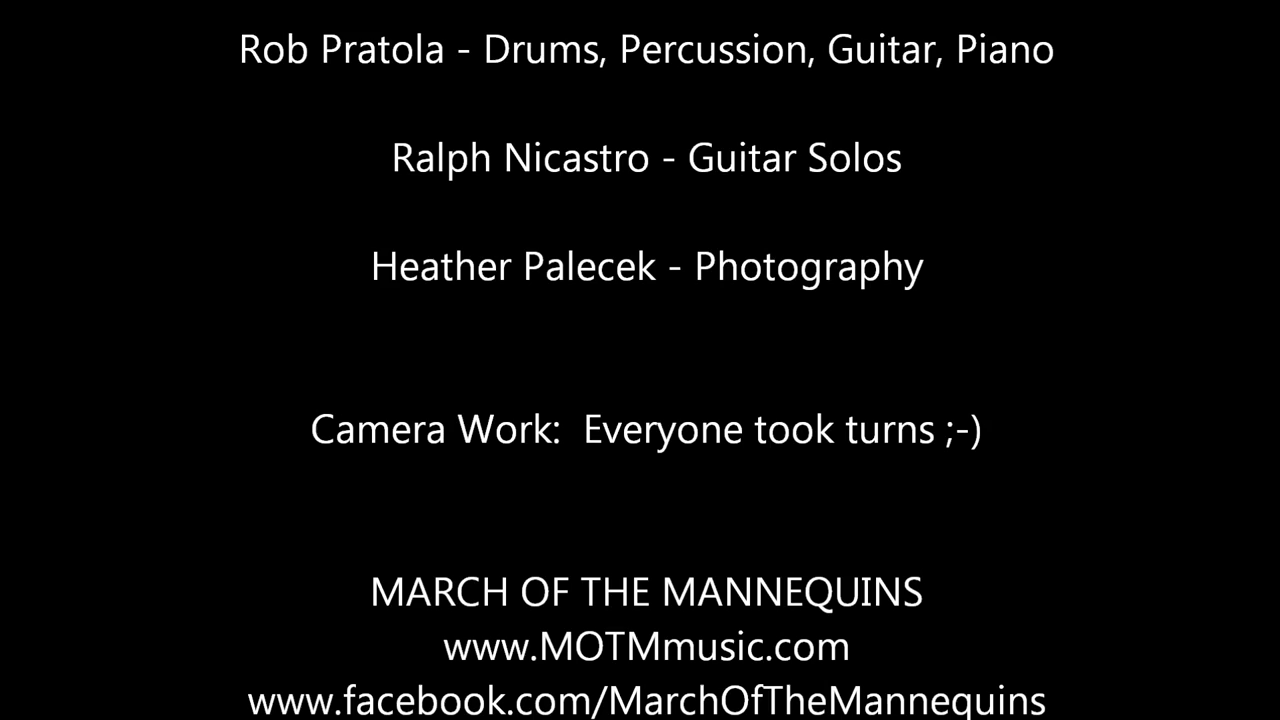 Rob Pratola - Drums, Percussion, Guitar, Piano
Ralph Nicastro - Guitar Solos
Heather Palecek - Photography
Camera Work:  Everyone took turns ;-)
MARCH OF THE MANNEQUINS
www.MOTMmusic.com
www.facebook.com/MarchOfTheMannequins